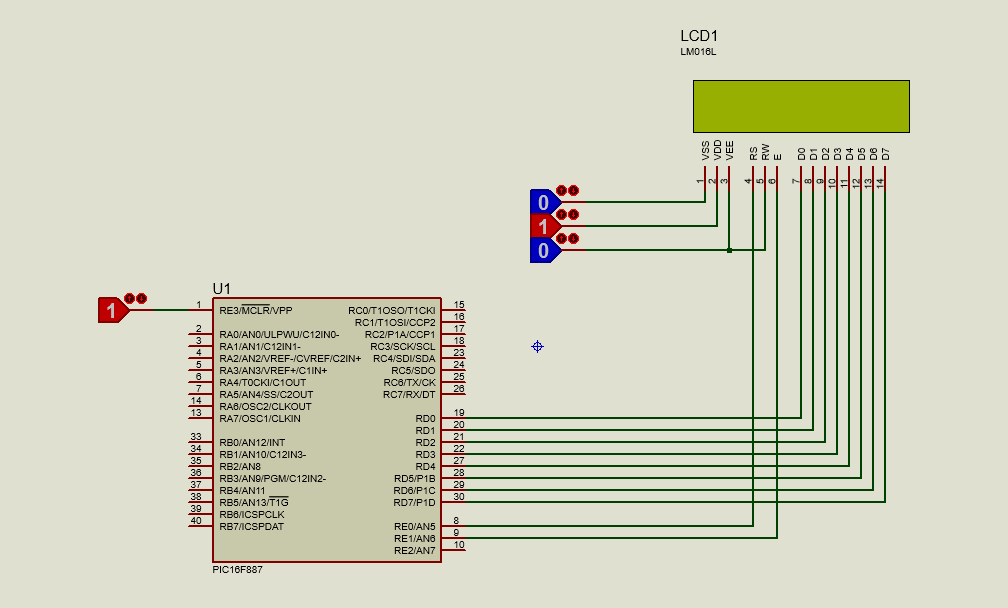 LCD1
LM016L
VSS
VDD
VEE
RS
RW
E
D0
D1
D2
D3
D4
D5
D6
D7
1
2
3
4
5
6
7
8
9
10
11
12
13
14
0
1
0
U1
1
1 RE3/MCLR/VPP
2 RA0/AN0/ULPWU/C12IN0-
3 RA1/AN1/C12IN1-
4 RA2/AN2/VREF-/CVREF/C2IN+
5 RA3/AN3/VREF+/C1IN+
6 RA4/T0CKI/C1OUT
7 RA5/AN4/SS/C2OUT
14 RA6/OSC2/CLKOUT
13 RA7/OSC1/CLKIN
33 RB0/AN12/INT
34 RB1/AN10/C12IN3-
35 RB2/AN8
36 RB3/AN9/PGM/C12IN2-
37 RB4/AN11
38 RB5/AN13/T1G
39 RB6/ICSPCLK
40 RB7/ICSPDAT
RC0/T1OSO/T1CKI 15
RC1/T1OSI/CCP2 16
RC2/P1A/CCP1 17
RC3/SCK/SCL 18
RC4/SDI/SDA 23
RC5/SDO 24
RC6/TX/CK 25
RC7/RX/DT 26
RD0 19
RD1 20
RD2 21
RD3 22
RD4 27
RD5/P1B 28
RD6/P1C 29
RD7/P1D 30
RE0/AN5 8
RE1/AN6 9
RE2/AN7 10
PIC16F887